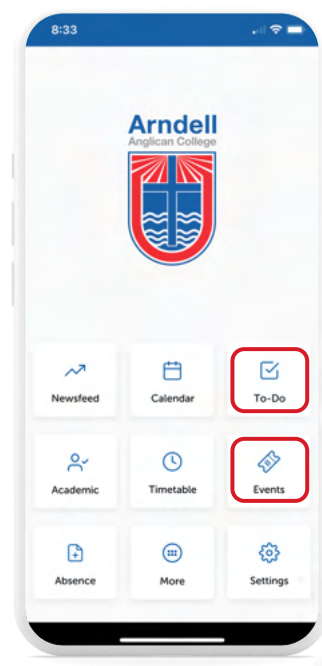 8:33
Arndell
Anglican College
Newsfeed Calendar To-Do
Academic Timetable Events
Absence More Settings